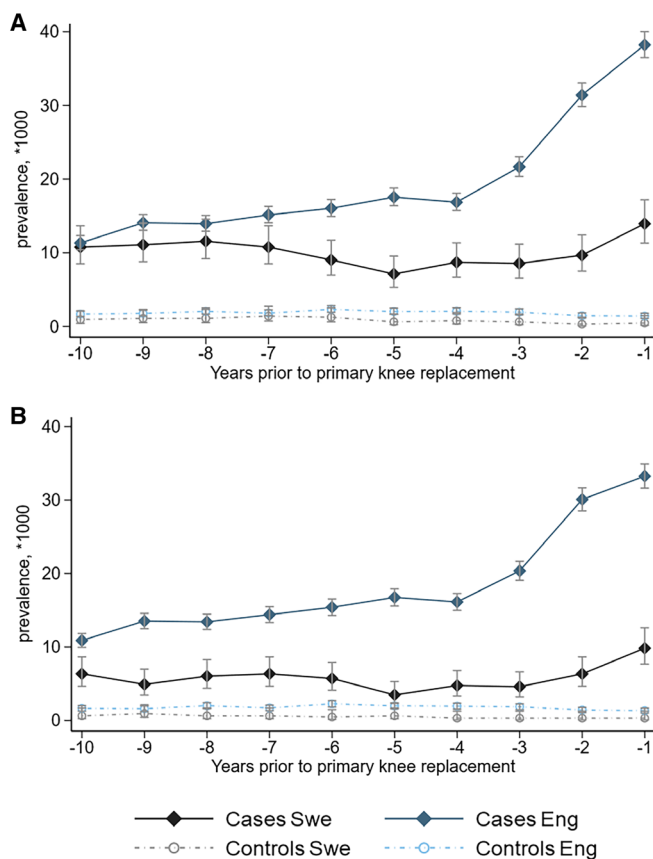 A
prevalence, *1000
40
30
20
10
0
-10 -9 -8 -7 -6 -5 -4 -3 -2 -1
Years prior to primary knee replacement
B
prevalence, *1000
40
30
20
10
0
-10 -9 -8 -7 -6 -5 -4 -3 -2 -1
Years prior to primary knee replacement
Cases Swe Cases Eng
Controls Swe Controls Eng